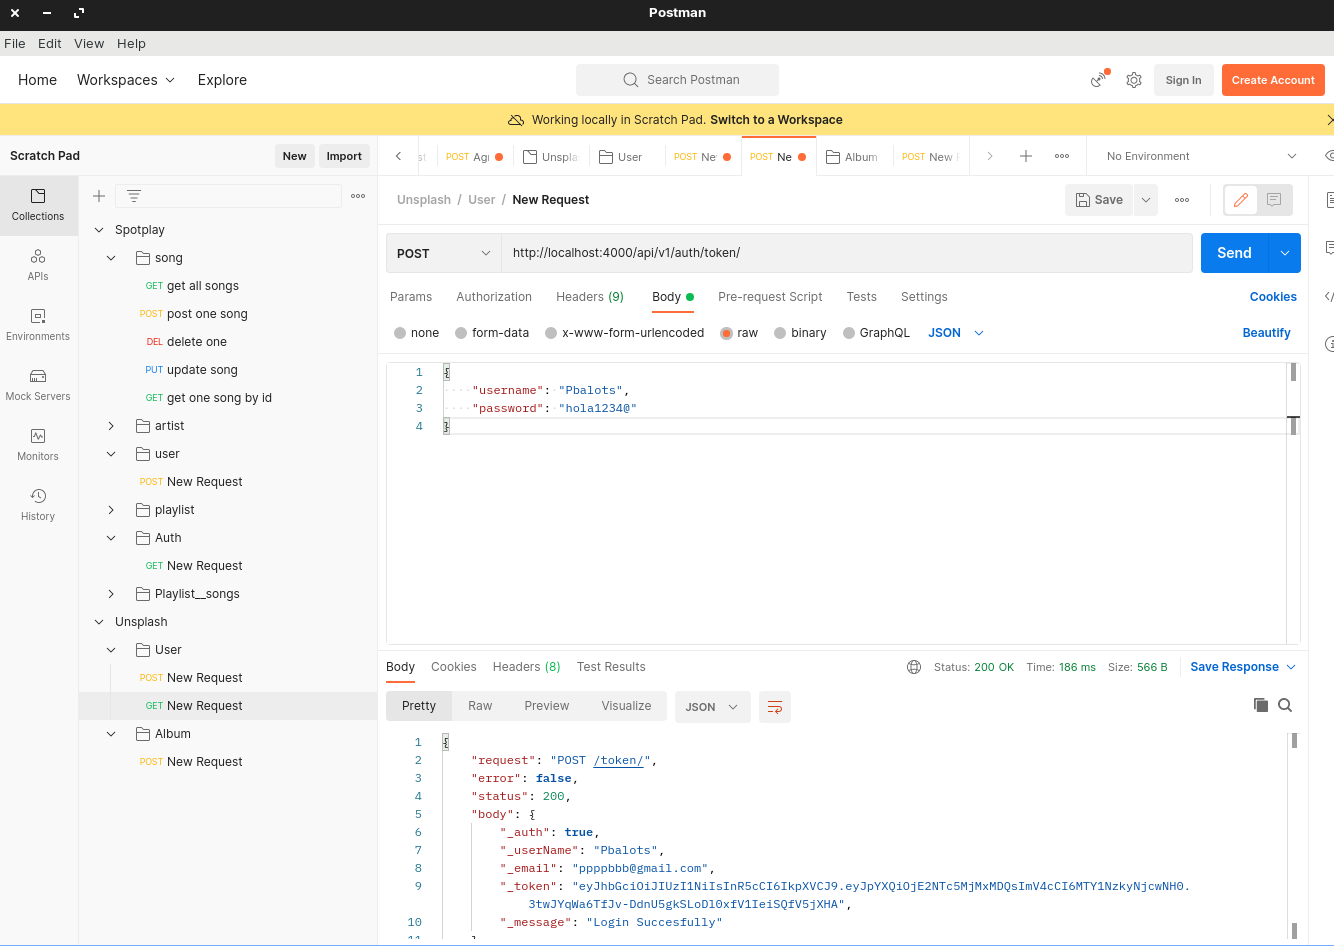 Postman
File Edit View Help
Home Workspaces Explore Search Postman Sign In Create Account
Working locally in Scratch Pad. Switch to a Workspace
Scratch Pad New Import
POST Ag Unspla User POST Ne POST Ne Album POST New No Environment
Collections
APIs
Environments
Mock Servers
Monitors
History
Spotplay
song
GET get all songs
POST post one song
DEL delete one
PUT update song
GET get one song by id
artist
user
POST New Request
playlist
Auth
GET New Request
Playlist__songs
Unsplash
User
POST New Request
GET New Request
Album
POST New Request
Unsplash / User / New Request Save
POST http://localhost:4000/api/v1/auth/token/ Send
Params Authorization Headers (9) Body Pre-request Script Tests Settings Cookies
none form-data x-www-form-urlencoded raw binary GraphQL JSON Beautify
1 {
2 "username": "Pbalots",
3 "password": "hola1234@"
4 }
Body Cookies Headers (8) Test Results Status: 200 OK Time: 186 ms Size: 566 B Save Response
Pretty Raw Preview Visualize JSON
1 {
2 "request": "POST /token/",
3 "error": false,
4 "status": 200,
5 "body": {
6 "_auth": true,
7 "_userName": "Pbalots",
8 "_email": "ppppbbb@gmail.com",
9 "_token": "eyJhbGciOiJIUzI1NiIsInR5cCI6IkpXVCJ9.eyJpYXQiOjE2NTc5MjMxMDQsImV4cCI6MTY1NzkyNjcwNH0.
3twJYqWa6TfJv-DdnU5gkSLoDl0xfV1IeiSQfV5jXHA",
10 "_message": "Login Succesfully"